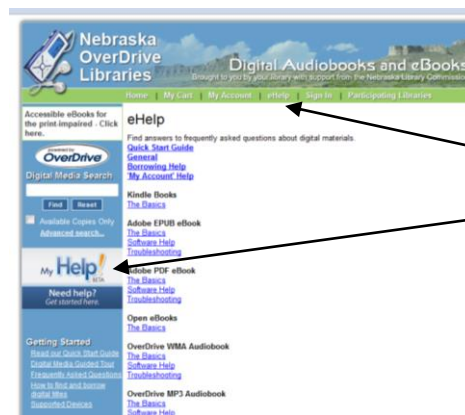 Nebraska
OverDrive
Libraries
Digital Audiobooks and eBooks
Brought to you by your library with support from the Nebraska Library Commission
Home | My Cart | My Account | eHelp | Sign In | Participating Libraries
Accessible eBooks for
the print-impaired - Click
here.
powered by
OverDrive
Digital Media Search
Find Reset
Available Copies Only
Advanced search...
My Help!
BETA
Need help?
Get started here.
Getting Started
Read our Quick Start Guide
Digital Media Guided Tour
Frequently Asked Questions
How to find and borrow
digital titles
Supported Devices
eHelp
Find answers to frequently asked questions about digital materials.
Quick Start Guide
General
Borrowing Help
'My Account' Help
Kindle Books
The Basics
Adobe EPUB eBook
The Basics
Software Help
Troubleshooting
Adobe PDF eBook
The Basics
Software Help
Troubleshooting
Open eBooks
The Basics
OverDrive WMA Audiobook
The Basics
Software Help
Troubleshooting
OverDrive MP3 Audiobook
The Basics
Software Help